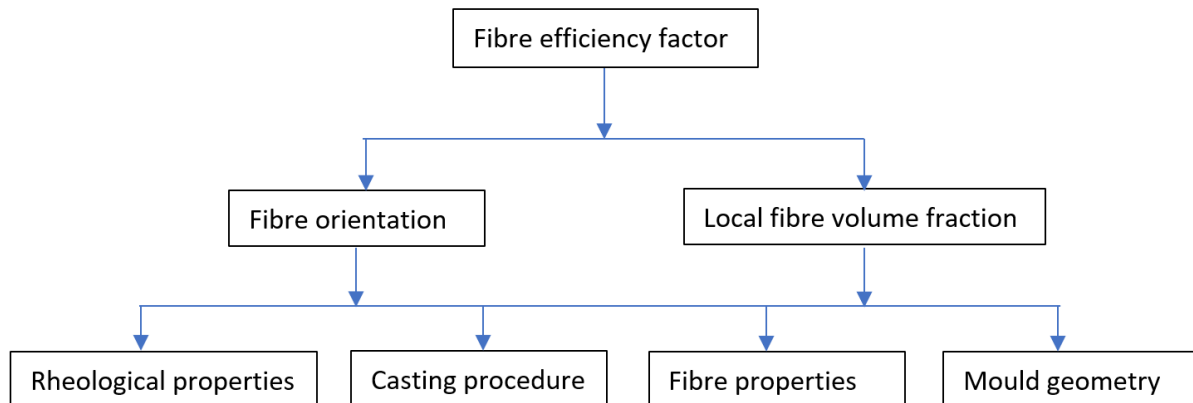 Fibre efficiency factor
Fibre orientation
Local fibre volume fraction
Rheological properties
Casting procedure
Fibre properties
Mould geometry